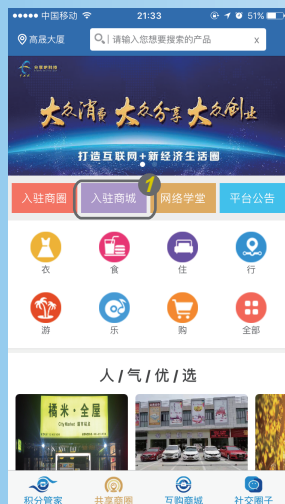 中国移动 21:33 51%
高晟大厦 请输入您想要搜索的产品 x
大众消费 大众分享 大众创业
打造互联网+新经济生活圈
1
入驻商圈 入驻商城 网络学堂 平台公告
衣 食 住 行
游 乐 购 全部
人/气/优/选
橘米·全屋
积分管家 共享商圈 互购商城 社交圈子